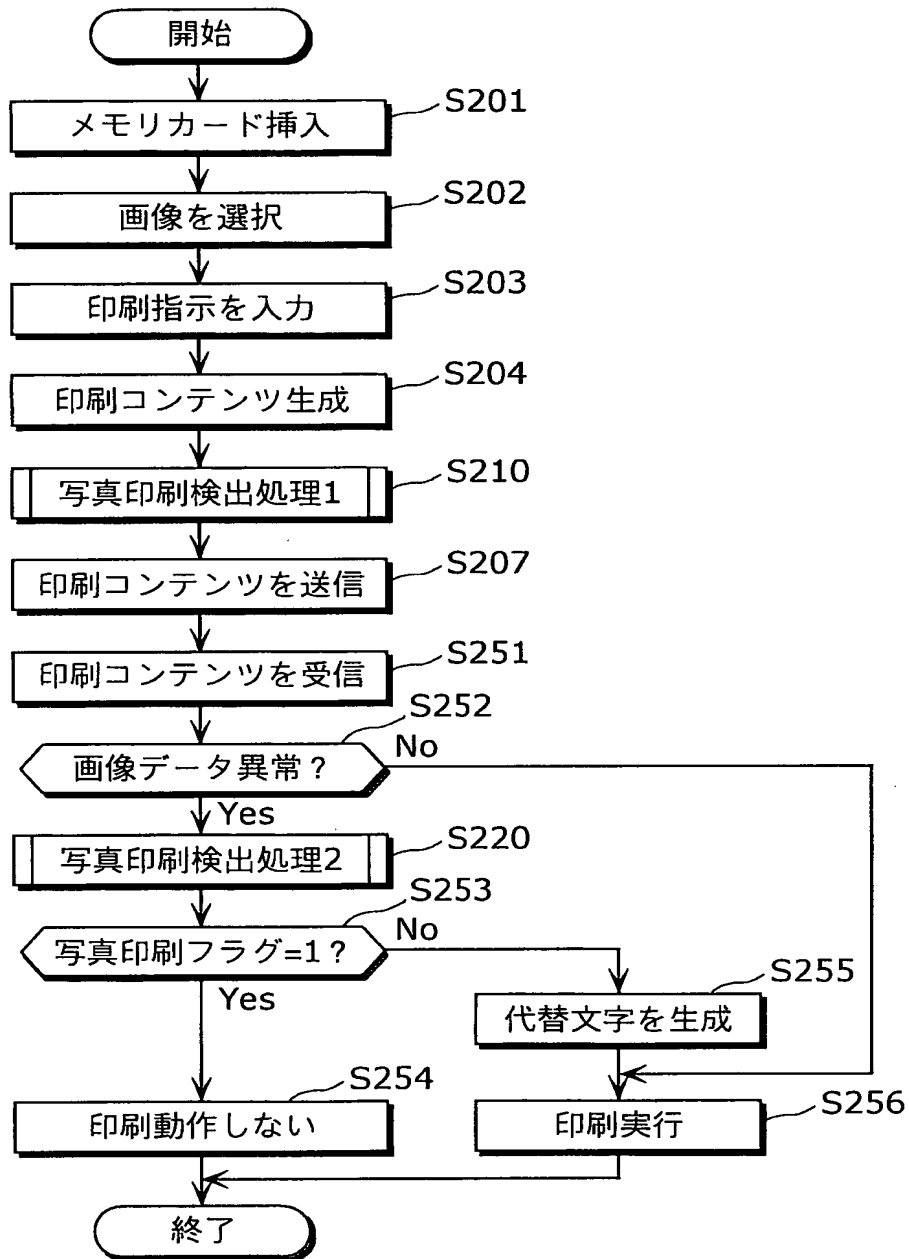 開始
S201
メモリカード挿入
S202
画像を選択
S203
印刷指示を入力
S204
印刷コンテンツ生成
S210
写真印刷検出処理1
S207
印刷コンテンツを送信
S251
印刷コンテンツを受信
S252
画像データ異常？
No
Yes
S220
写真印刷検出処理2
S253
写真印刷フラグ=1？
No
Yes
S255
代替文字を生成
S254
印刷動作しない
S256
印刷実行
終了